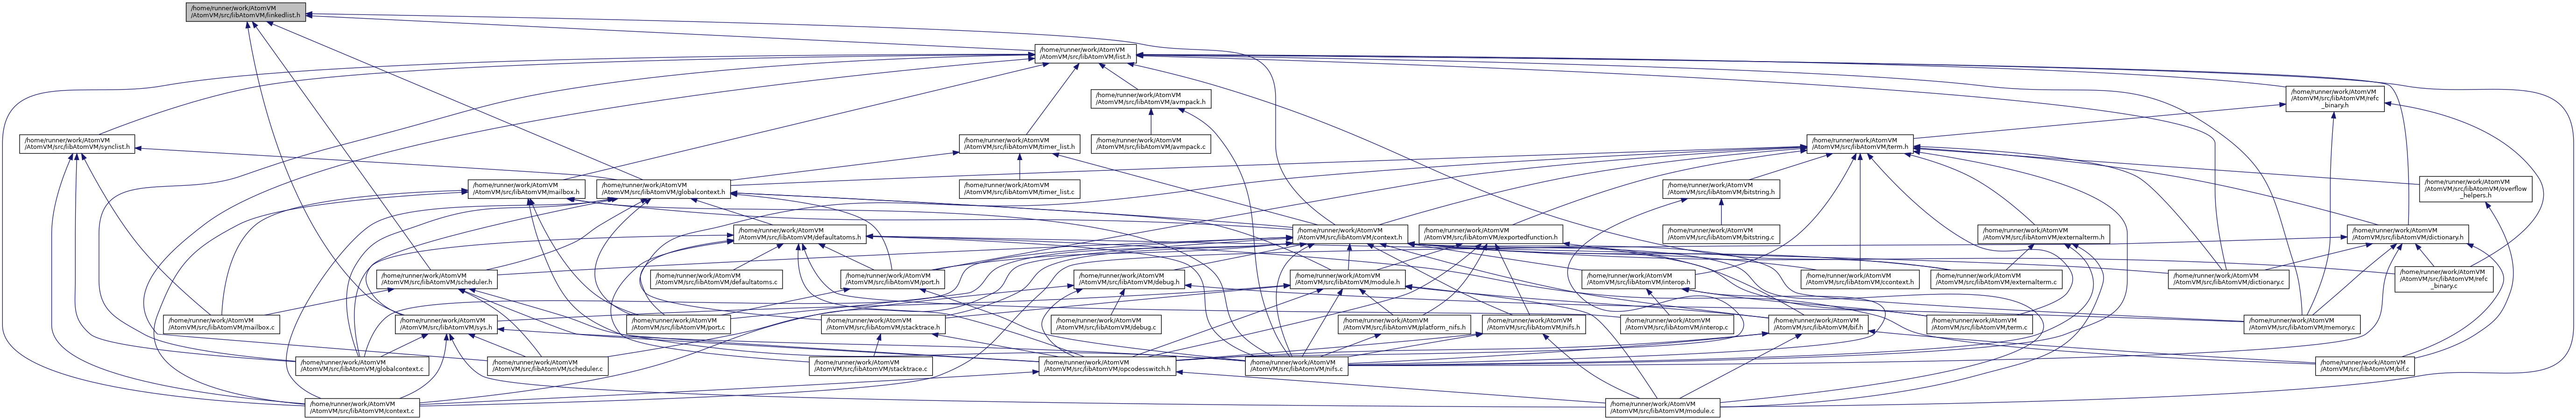 /home/runner/work/AtomVM
/AtomVM/src/libAtomVM/linkedlist.h
/home/runner/work/AtomVM
/AtomVM/src/libAtomVM/list.h
/home/runner/work/AtomVM
/AtomVM/src/libAtomVM/avmpack.h
/home/runner/work/AtomVM
/AtomVM/src/libAtomVM/refc
_binary.h
/home/runner/work/AtomVM
/AtomVM/src/libAtomVM/synclist.h
/home/runner/work/AtomVM
/AtomVM/src/libAtomVM/timer_list.h
/home/runner/work/AtomVM
/AtomVM/src/libAtomVM/avmpack.c
/home/runner/work/AtomVM
/AtomVM/src/libAtomVM/term.h
/home/runner/work/AtomVM
/AtomVM/src/libAtomVM/mailbox.h
/home/runner/work/AtomVM
/AtomVM/src/libAtomVM/globalcontext.h
/home/runner/work/AtomVM
/AtomVM/src/libAtomVM/timer_list.c
/home/runner/work/AtomVM
/AtomVM/src/libAtomVM/bitstring.h
/home/runner/work/AtomVM
/AtomVM/src/libAtomVM/overflow
_helpers.h
/home/runner/work/AtomVM
/AtomVM/src/libAtomVM/defaultatoms.h
/home/runner/work/AtomVM
/AtomVM/src/libAtomVM/context.h
/home/runner/work/AtomVM
/AtomVM/src/libAtomVM/exportedfunction.h
/home/runner/work/AtomVM
/AtomVM/src/libAtomVM/bitstring.c
/home/runner/work/AtomVM
/AtomVM/src/libAtomVM/externalterm.h
/home/runner/work/AtomVM
/AtomVM/src/libAtomVM/dictionary.h
/home/runner/work/AtomVM
/AtomVM/src/libAtomVM/scheduler.h
/home/runner/work/AtomVM
/AtomVM/src/libAtomVM/defaultatoms.c
/home/runner/work/AtomVM
/AtomVM/src/libAtomVM/port.h
/home/runner/work/AtomVM
/AtomVM/src/libAtomVM/debug.h
/home/runner/work/AtomVM
/AtomVM/src/libAtomVM/module.h
/home/runner/work/AtomVM
/AtomVM/src/libAtomVM/interop.h
/home/runner/work/AtomVM
/AtomVM/src/libAtomVM/ccontext.h
/home/runner/work/AtomVM
/AtomVM/src/libAtomVM/externalterm.c
/home/runner/work/AtomVM
/AtomVM/src/libAtomVM/dictionary.c
/home/runner/work/AtomVM
/AtomVM/src/libAtomVM/refc
_binary.c
/home/runner/work/AtomVM
/AtomVM/src/libAtomVM/mailbox.c
/home/runner/work/AtomVM
/AtomVM/src/libAtomVM/sys.h
/home/runner/work/AtomVM
/AtomVM/src/libAtomVM/port.c
/home/runner/work/AtomVM
/AtomVM/src/libAtomVM/stacktrace.h
/home/runner/work/AtomVM
/AtomVM/src/libAtomVM/debug.c
/home/runner/work/AtomVM
/AtomVM/src/libAtomVM/platform_nifs.h
/home/runner/work/AtomVM
/AtomVM/src/libAtomVM/nifs.h
/home/runner/work/AtomVM
/AtomVM/src/libAtomVM/interop.c
/home/runner/work/AtomVM
/AtomVM/src/libAtomVM/bif.h
/home/runner/work/AtomVM
/AtomVM/src/libAtomVM/term.c
/home/runner/work/AtomVM
/AtomVM/src/libAtomVM/memory.c
/home/runner/work/AtomVM
/AtomVM/src/libAtomVM/globalcontext.c
/home/runner/work/AtomVM
/AtomVM/src/libAtomVM/scheduler.c
/home/runner/work/AtomVM
/AtomVM/src/libAtomVM/stacktrace.c
/home/runner/work/AtomVM
/AtomVM/src/libAtomVM/opcodesswitch.h
/home/runner/work/AtomVM
/AtomVM/src/libAtomVM/nifs.c
/home/runner/work/AtomVM
/AtomVM/src/libAtomVM/bif.c
/home/runner/work/AtomVM
/AtomVM/src/libAtomVM/context.c
/home/runner/work/AtomVM
/AtomVM/src/libAtomVM/module.c